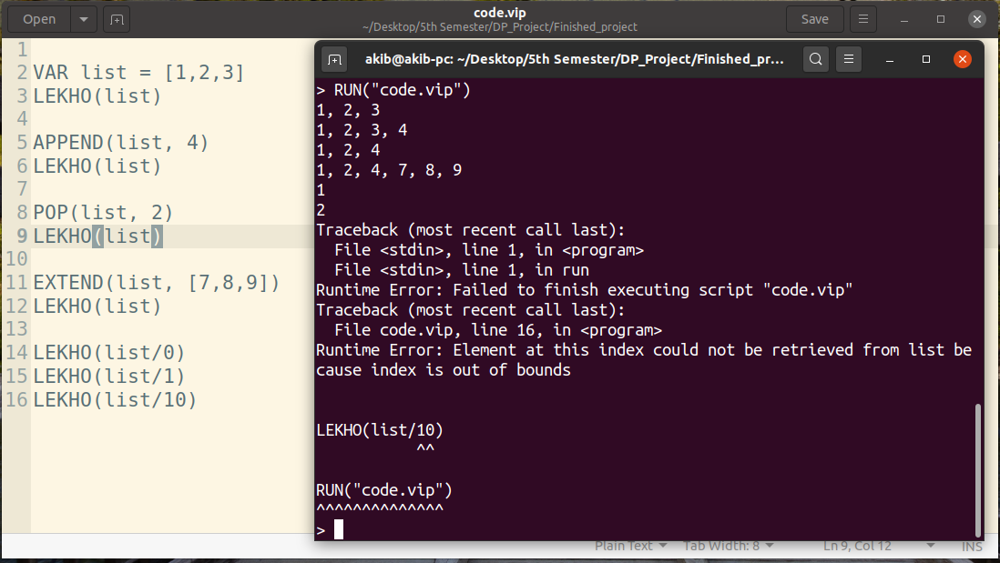 Open
code.vip
~/Desktop/5th Semester/DP_Project/Finished_project
Save
1
2 VAR list = [1,2,3]
3 LEKHO(list)
4
5 APPEND(list, 4)
6 LEKHO(list)
7
8 POP(list, 2)
9 LEKHO(list)
10
11 EXTEND(list, [7,8,9])
12 LEKHO(list)
13
14 LEKHO(list/0)
15 LEKHO(list/1)
16 LEKHO(list/10)
akib@akib-pc: ~/Desktop/5th Semester/DP_Project/Finished_pr...
> RUN("code.vip")
1, 2, 3
1, 2, 3, 4
1, 2, 4
1, 2, 4, 7, 8, 9
1
2
Traceback (most recent call last):
  File <stdin>, line 1, in <program>
  File <stdin>, line 1, in run
Runtime Error: Failed to finish executing script "code.vip"
Traceback (most recent call last):
  File code.vip, line 16, in <program>
Runtime Error: Element at this index could not be retrieved from list be
cause index is out of bounds
LEKHO(list/10)
           ^^
RUN("code.vip")
^^^^^^^^^^^^^^
>
Plain Text Tab Width: 8 Ln 9, Col 12 INS